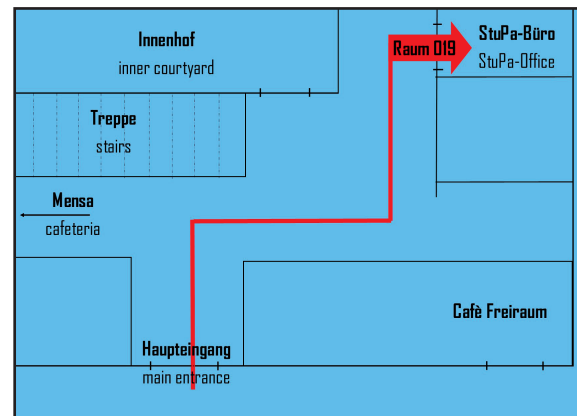 Innenhof
inner courtyard
Raum 019
StuPa-Büro
StuPa-Office
Treppe
stairs
Mensa
cafeteria
Cafè Freiraum
Haupteingang
main entrance